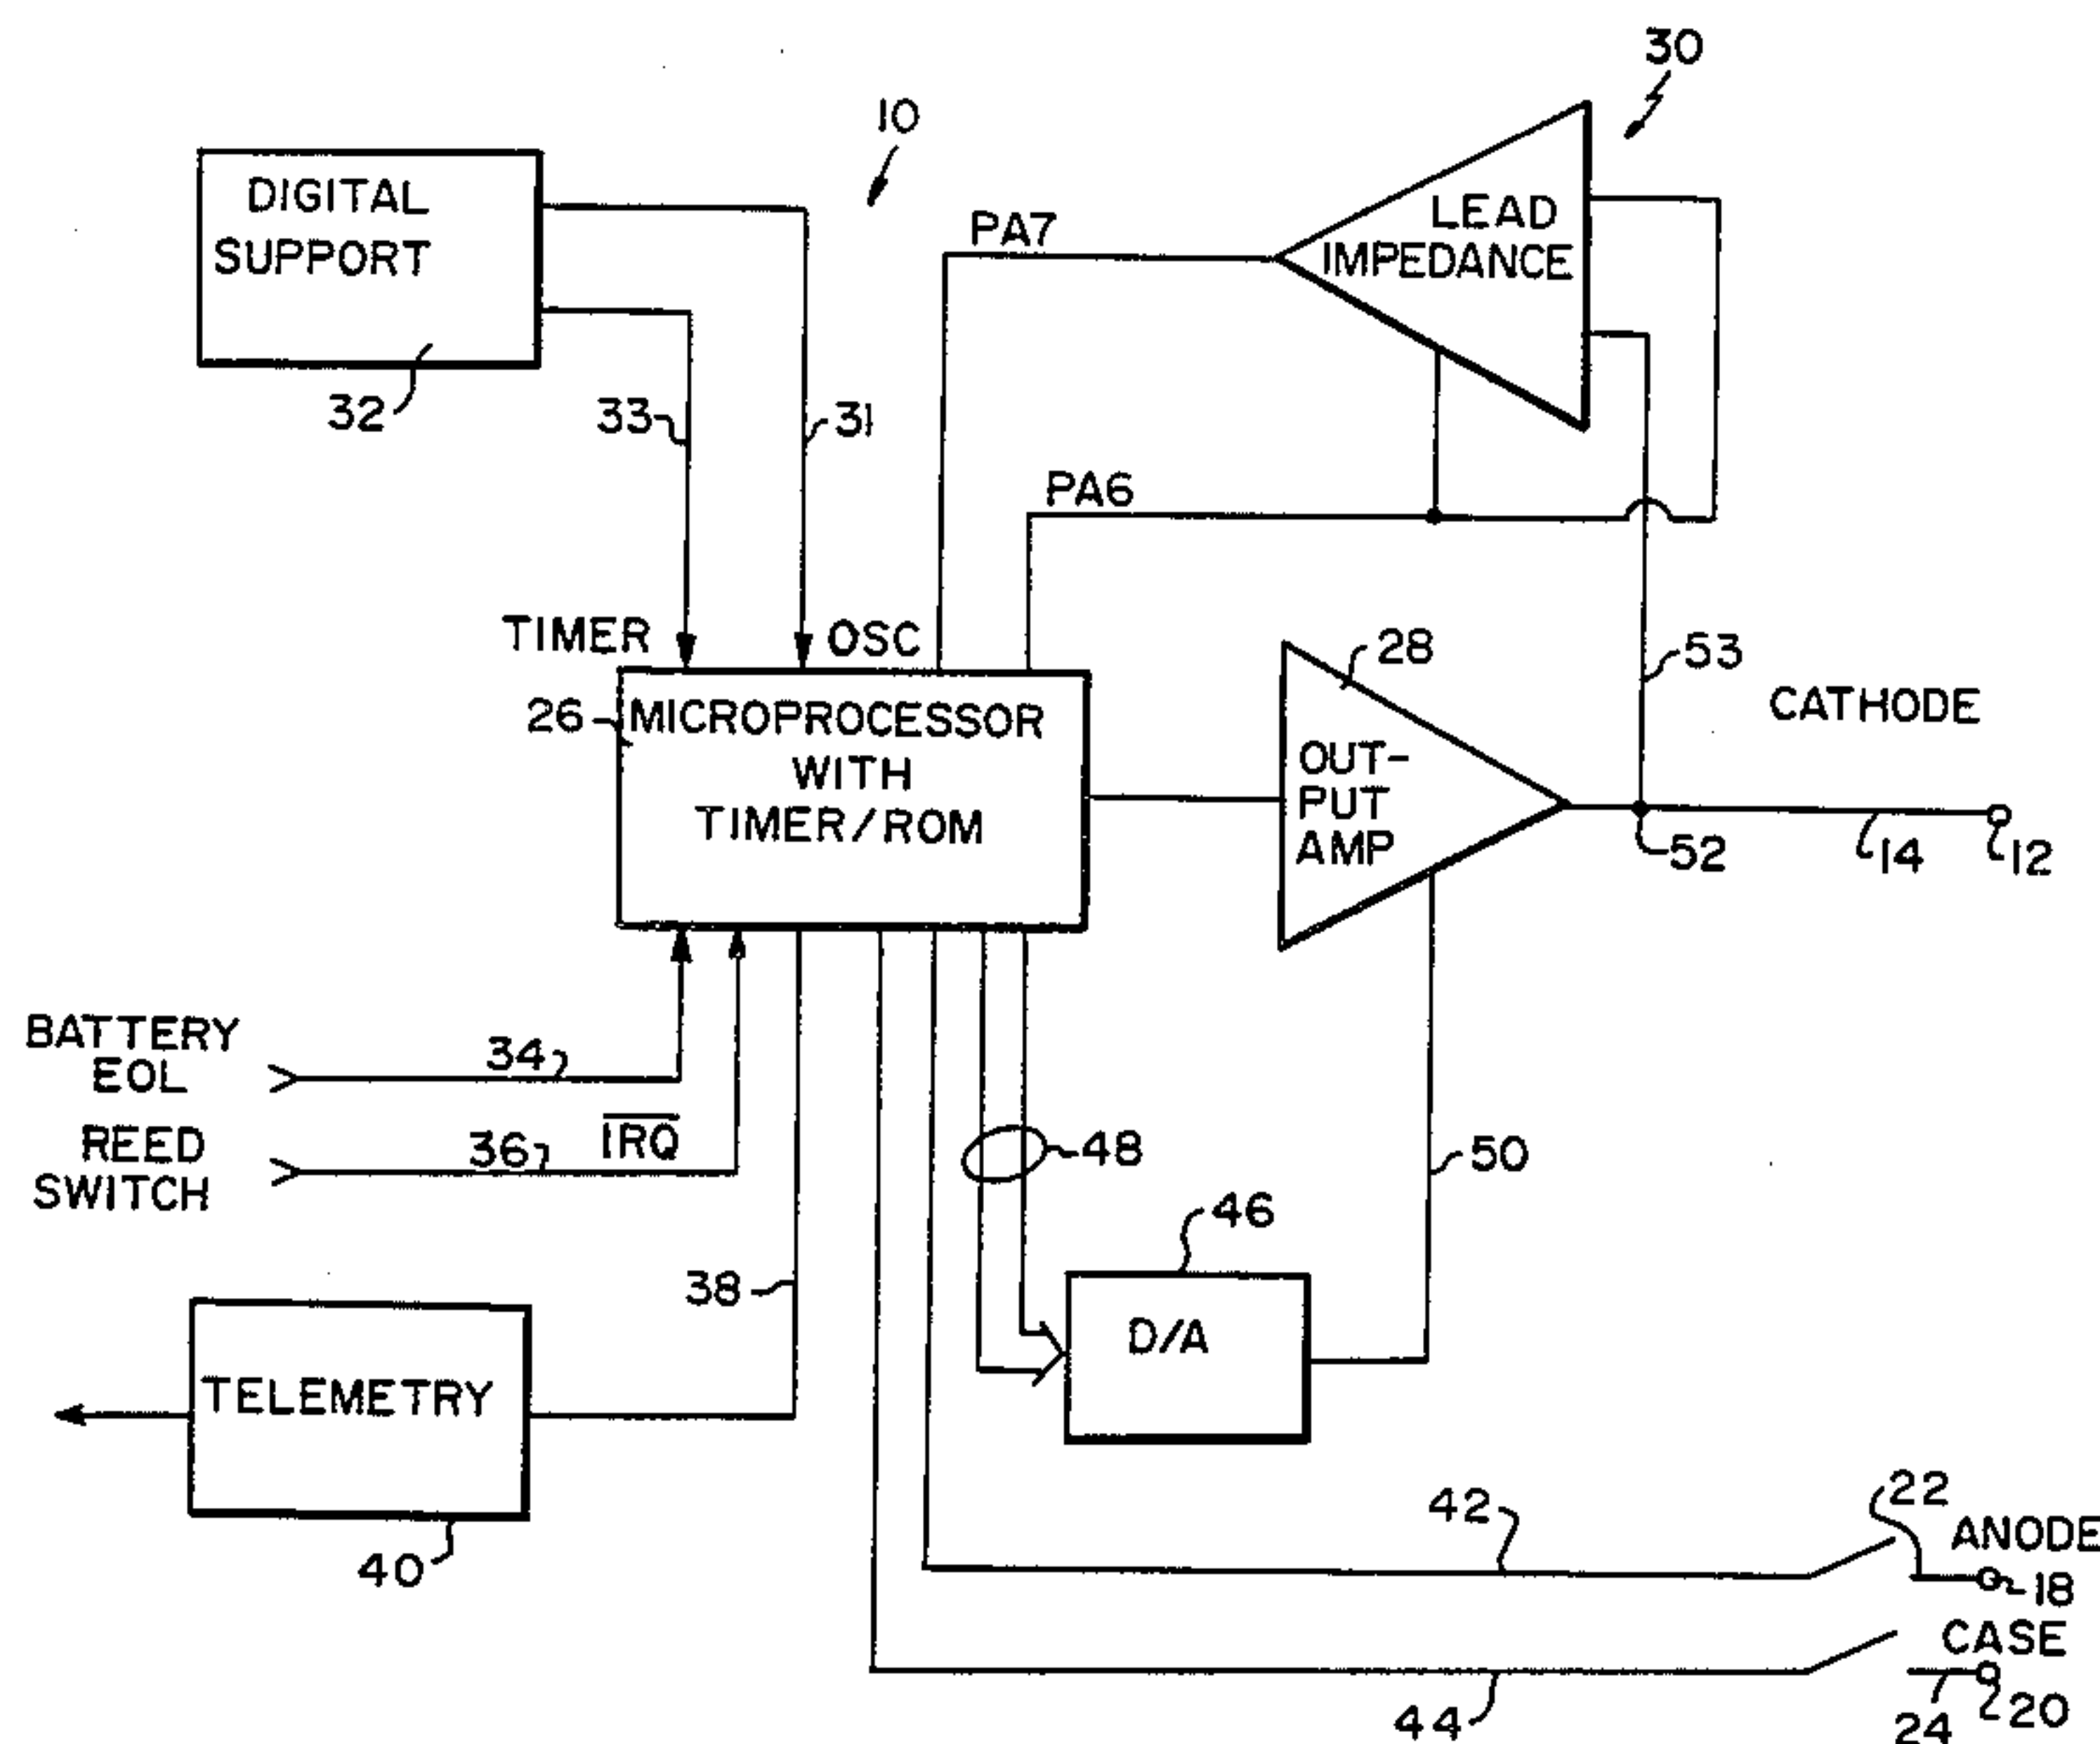 30
10
DIGITAL
SUPPORT
32
33
31
PA7
LEAD
IMPEDANCE
PA6
TIMER
OSC
26
MICROPROCESSOR
WITH
TIMER/ROM
28
OUT-
PUT
AMP
53
CATHODE
52
14
12
BATTERY
EOL
34
REED
SWITCH
36
IRQ
48
50
46
38
D/A
TELEMETRY
40
42
22
ANODE
18
CASE
44
24
20